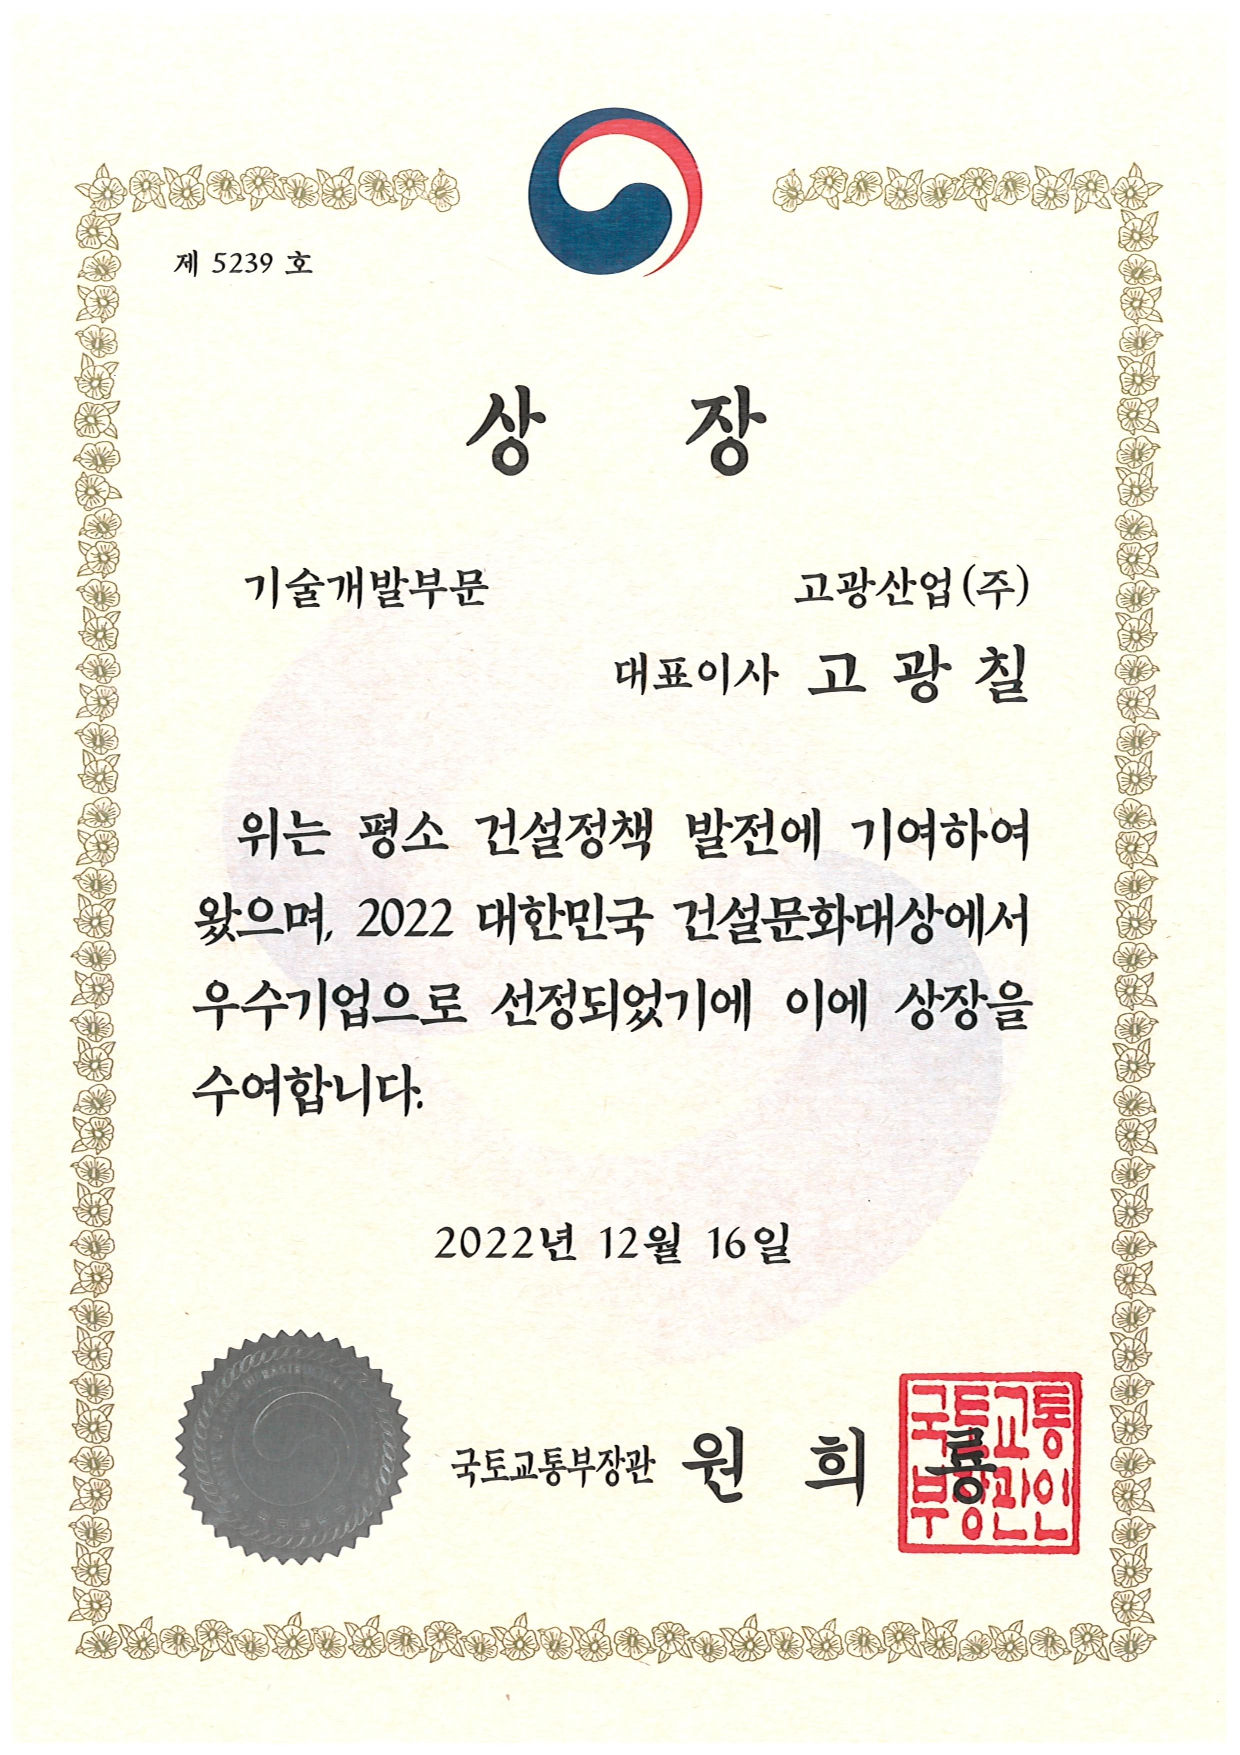 제 5239 호
상 장
기술개발부문 고광산업(주)
대표이사 고 광 칠
위는 평소 건설정책 발전에 기여하여
왔으며, 2022 대한민국 건설문화대상에서
우수기업으로 선정되었기에 이에 상장을
수여합니다.
2022년 12월 16일
국토교통부장관 원 희 룡
국토교통
부장관인